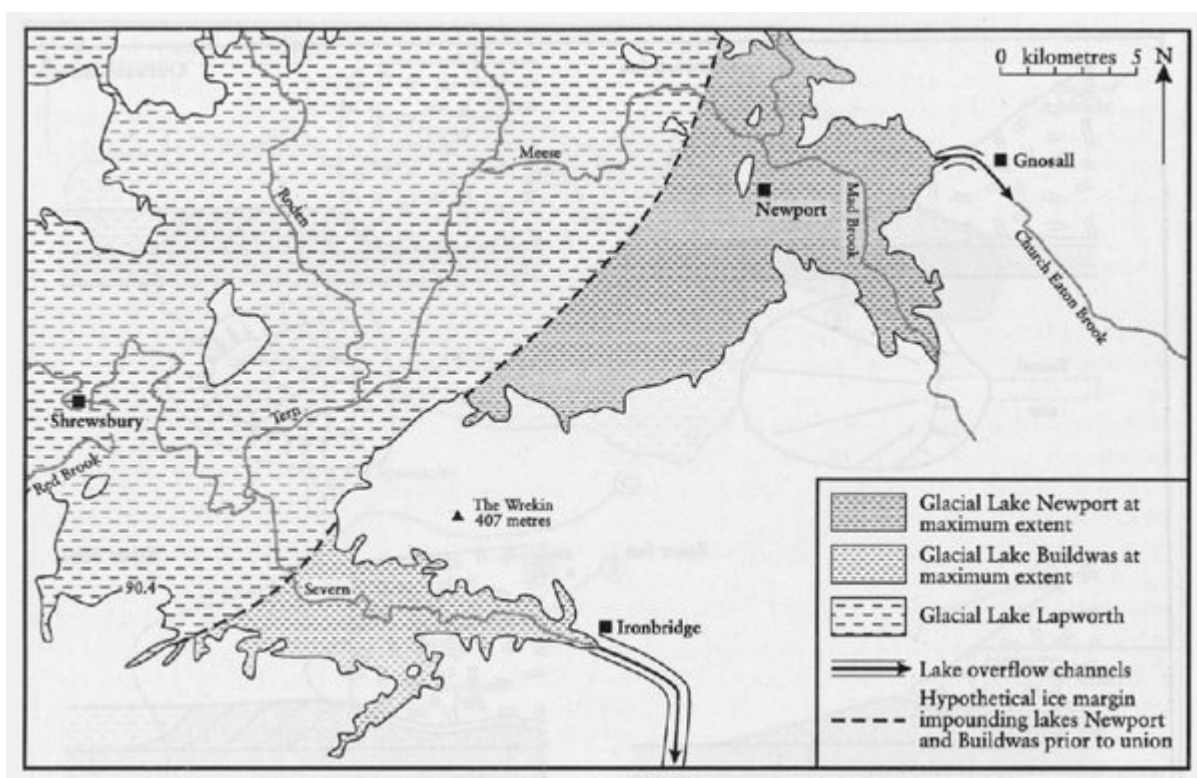 0 kilometres 5 N
Gnosall
Meese
Roden
Newport
Mad Brook
Church Eaton Brook
Shrewsbury
Tern
Red Brook
The Wrekin
407 metres
90.4
Severn
Ironbridge
Glacial Lake Newport at
maximum extent
Glacial Lake Buildwas at
maximum extent
Glacial Lake Lapworth
Lake overflow channels
Hypothetical ice margin
impounding lakes Newport
and Buildwas prior to union